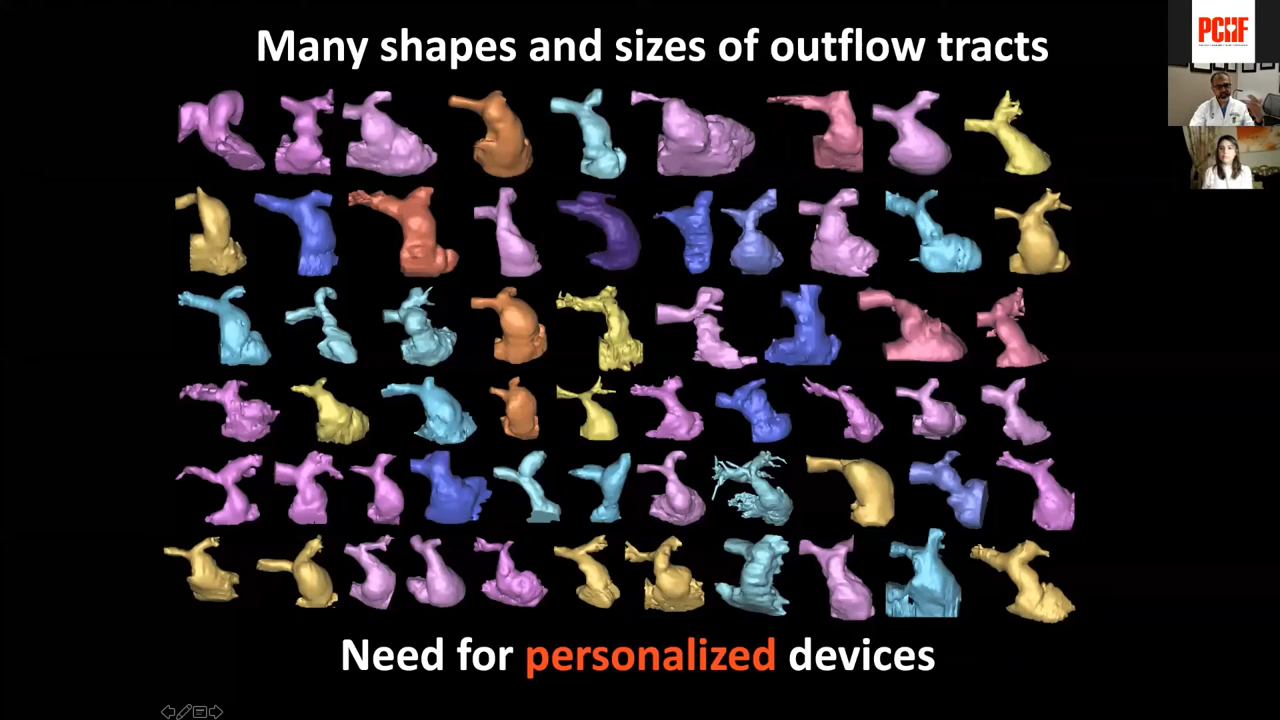 Many shapes and sizes of outflow tracts
PCHF
Need for personalized devices